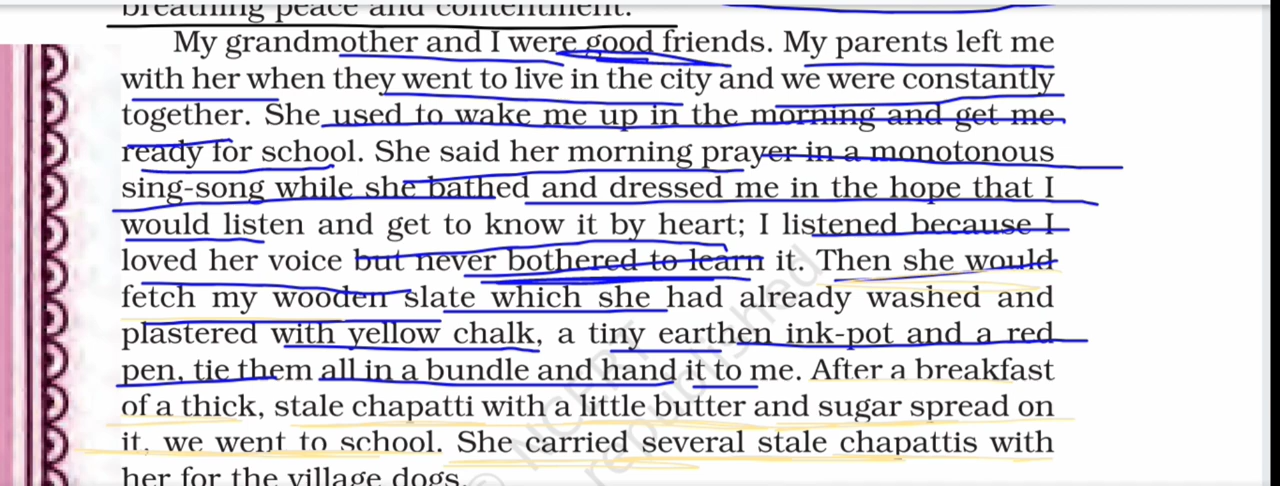 breathing peace and contentment.
My grandmother and I were good friends. My parents left me
with her when they went to live in the city and we were constantly
together. She used to wake me up in the morning and get me
ready for school. She said her morning prayer in a monotonous
sing-song while she bathed and dressed me in the hope that I
would listen and get to know it by heart; I listened because I
loved her voice but never bothered to learn it. Then she would
fetch my wooden slate which she had already washed and
plastered with yellow chalk, a tiny earthen ink-pot and a red
pen, tie them all in a bundle and hand it to me. After a breakfast
of a thick, stale chapatti with a little butter and sugar spread on
it, we went to school. She carried several stale chapattis with
her for the village dogs.
© NCERT
republished